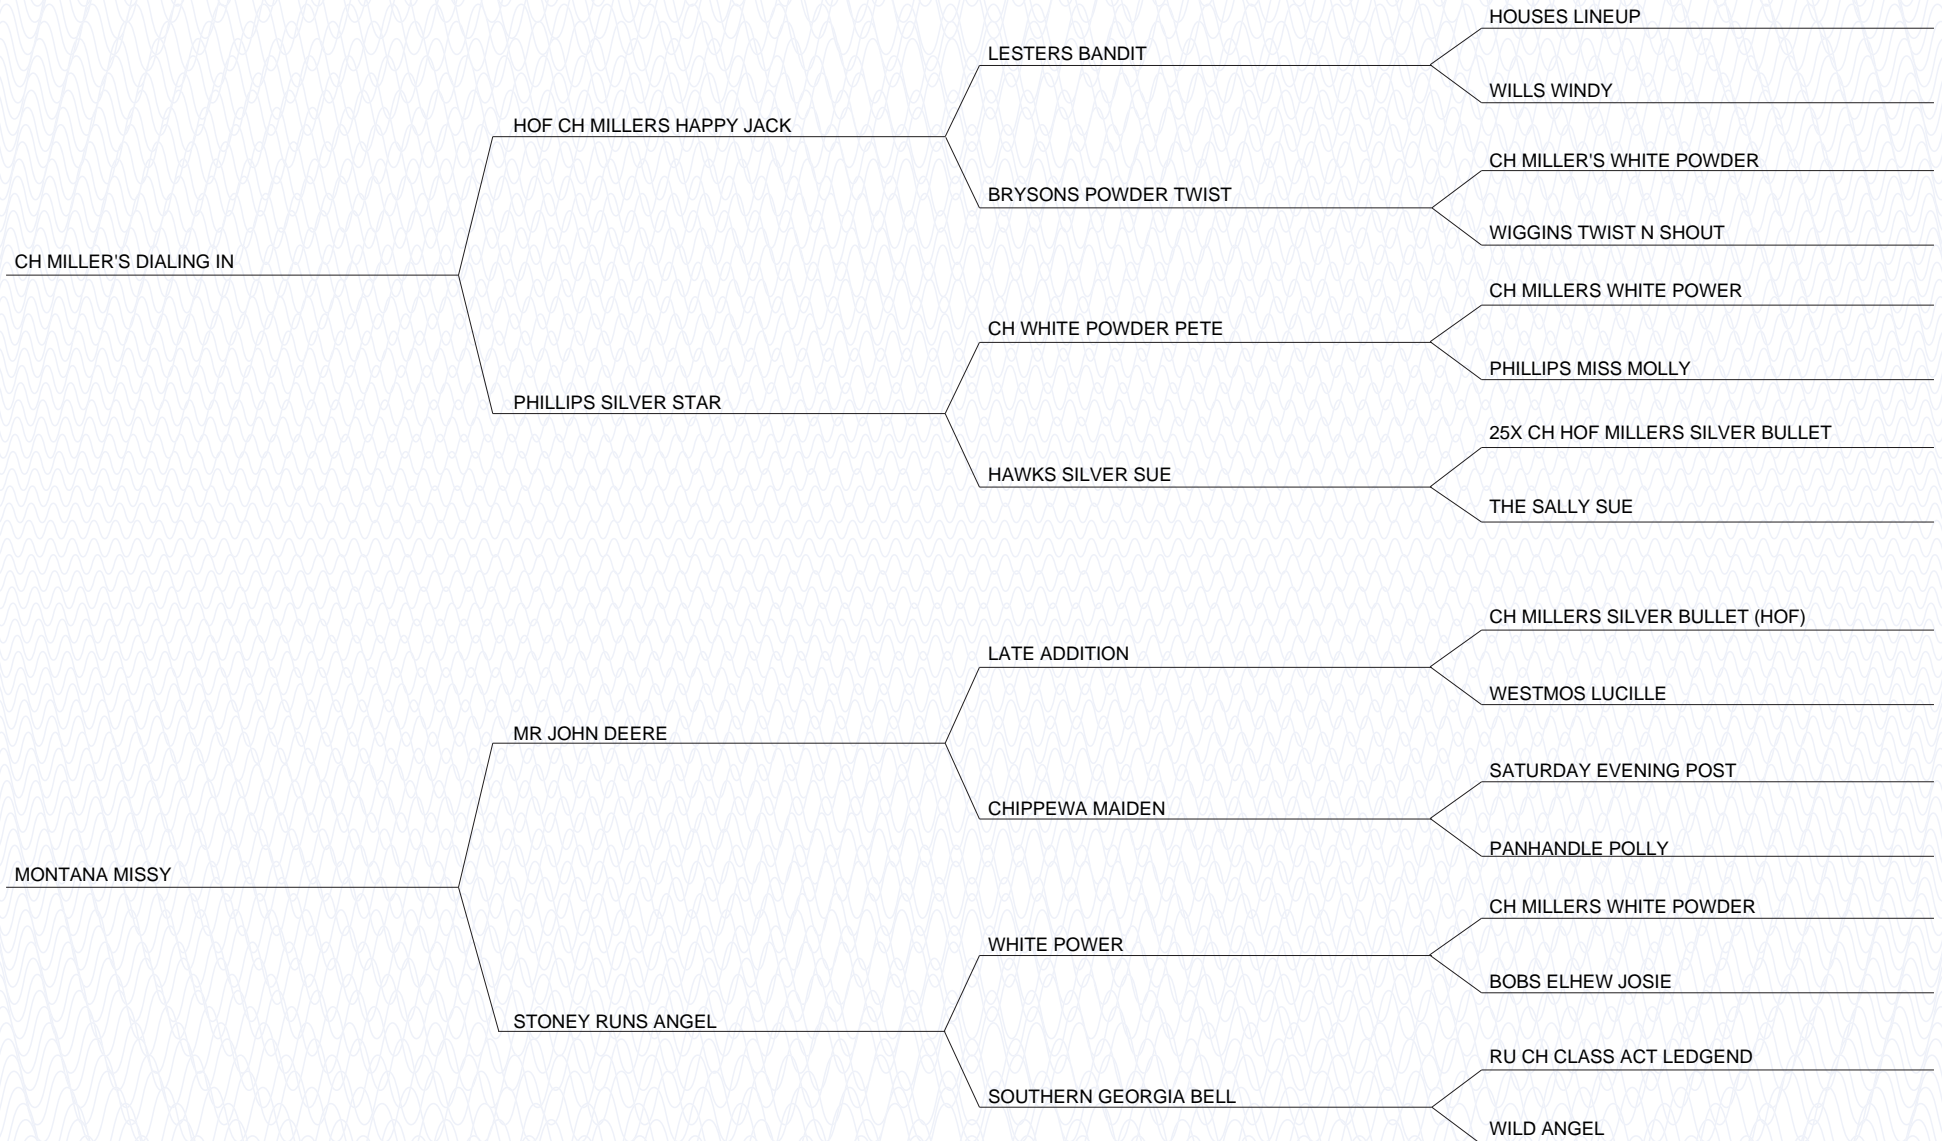 HOUSES LINEUP
LESTERS BANDIT
WILLS WINDY
HOF CH MILLERS HAPPY JACK
CH MILLER'S WHITE POWDER
BRYSONS POWDER TWIST
WIGGINS TWIST N SHOUT
CH MILLER'S DIALING IN
CH MILLERS WHITE POWER
CH WHITE POWDER PETE
PHILLIPS MISS MOLLY
PHILLIPS SILVER STAR
25X CH HOF MILLERS SILVER BULLET
HAWKS SILVER SUE
THE SALLY SUE
CH MILLERS SILVER BULLET (HOF)
LATE ADDITION
WESTMOS LUCILLE
MR JOHN DEERE
SATURDAY EVENING POST
CHIPPEWA MAIDEN
PANHANDLE POLLY
MONTANA MISSY
CH MILLERS WHITE POWDER
WHITE POWER
BOBS ELHEW JOSIE
STONEY RUNS ANGEL
RU CH CLASS ACT LEDGEND
SOUTHERN GEORGIA BELL
WILD ANGEL